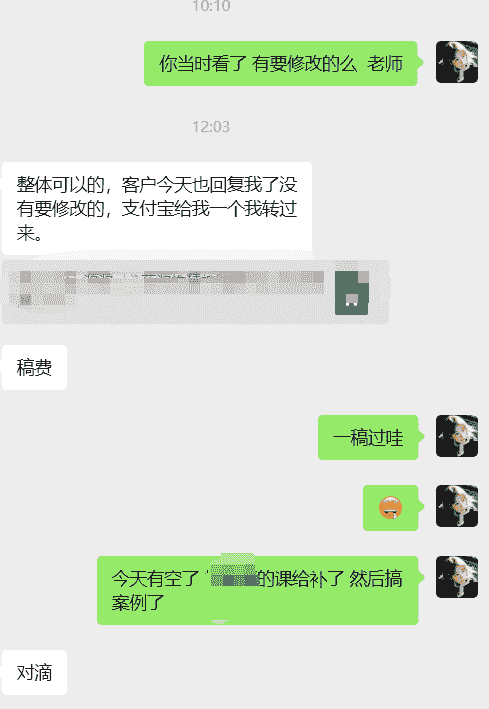 10:10
你当时看了 有要修改的么 老师
12:03
整体可以的，客户今天也回复我了没
有要修改的，支付宝给我一个我转过
来。
稿费
一稿过哇
今天有空了
的课给补了 然后搞
案例了
对滴